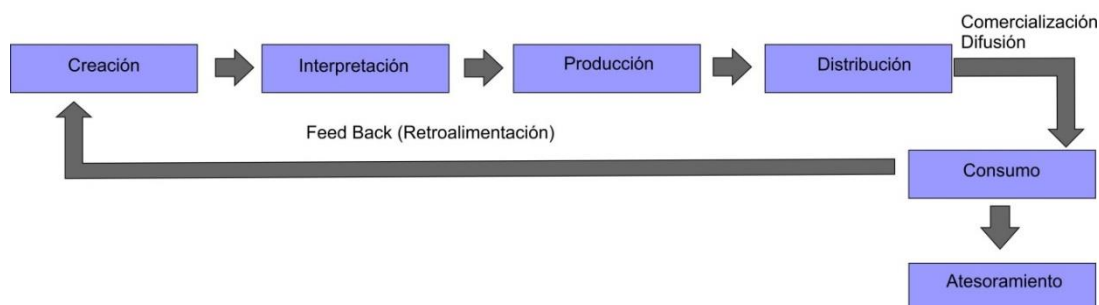 Comercialización
Difusión
Creación
Interpretación
Producción
Distribución
Feed Back (Retroalimentación)
Consumo
Atesoramiento